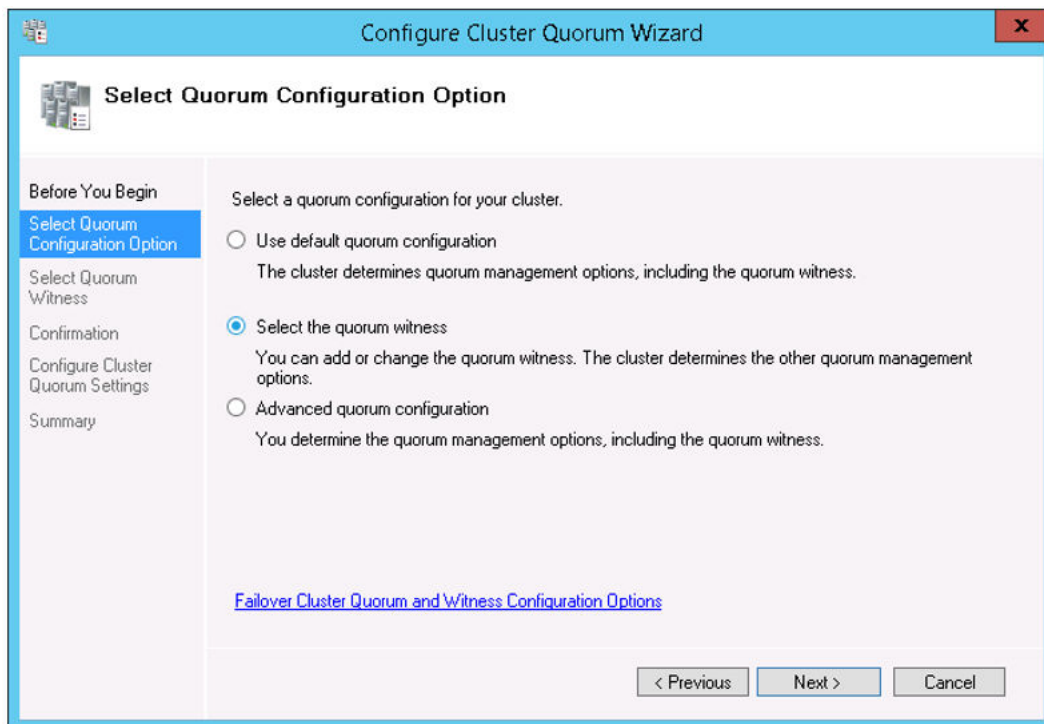 Configure Cluster Quorum Wizard
x
Select Quorum Configuration Option
Before You Begin
Select Quorum
Configuration Option
Select Quorum
Witness
Confirmation
Configure Cluster
Quorum Settings
Summary
Select a quorum configuration for your cluster.
Use default quorum configuration
The cluster determines quorum management options, including the quorum witness.
Select the quorum witness
You can add or change the quorum witness. The cluster determines the other quorum management
options.
Advanced quorum configuration
You determine the quorum management options, including the quorum witness.
Failover Cluster Quorum and Witness Configuration Options
< Previous
Next >
Cancel